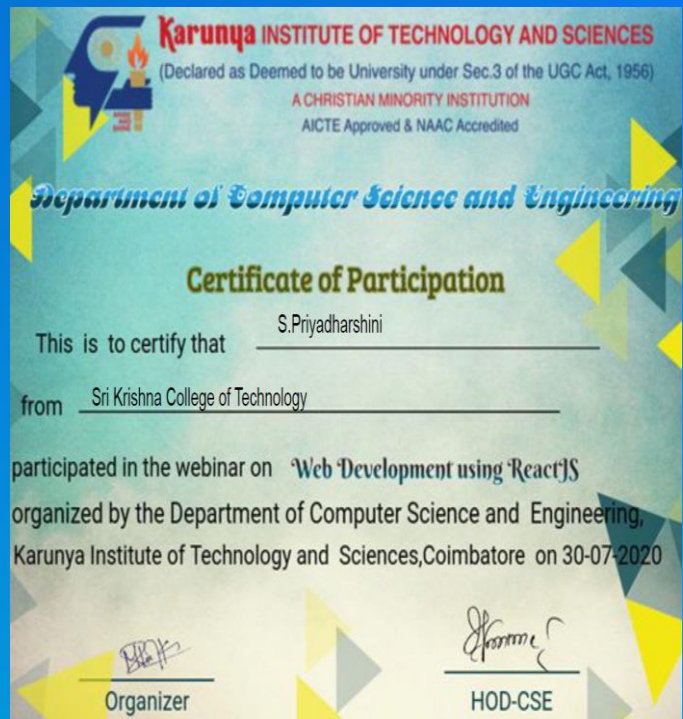 Karunya INSTITUTE OF TECHNOLOGY AND SCIENCES
(Declared as Deemed to be University under Sec.3 of the UGC Act, 1956)
A CHRISTIAN MINORITY INSTITUTION
AICTE Approved & NAAC Accredited
Department of Computer Science and Engineering
Certificate of Participation
This is to certify that S.Priyadharshini
from Sri Krishna College of Technology
participated in the webinar on Web Development using ReactJS
organized by the Department of Computer Science and Engineering,
Karunya Institute of Technology and Sciences,Coimbatore on 30-07-2020
Organizer HOD-CSE